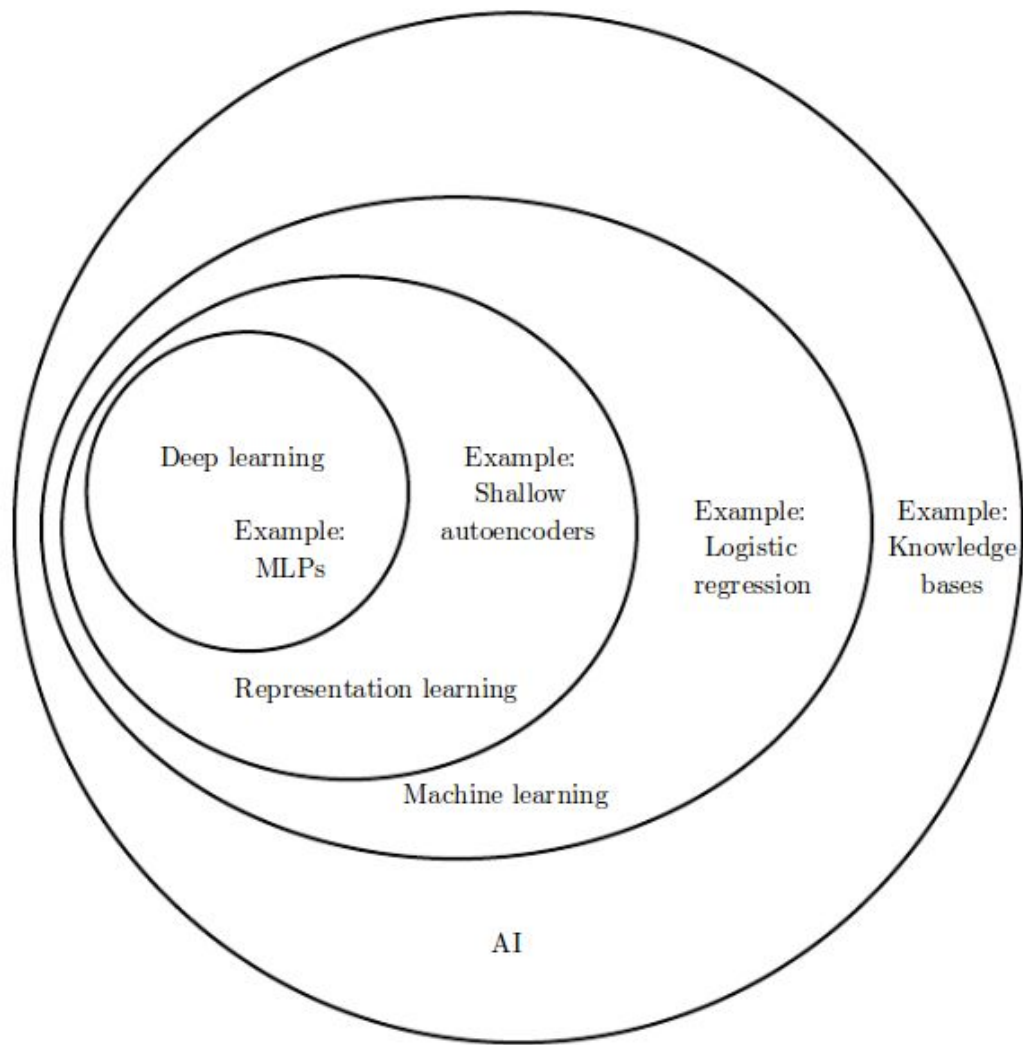 Deep learning
Example:
MLPs
Example:
Shallow
autoencoders
Example:
Logistic
regression
Example:
Knowledge
bases
Representation learning
Machine learning
AI